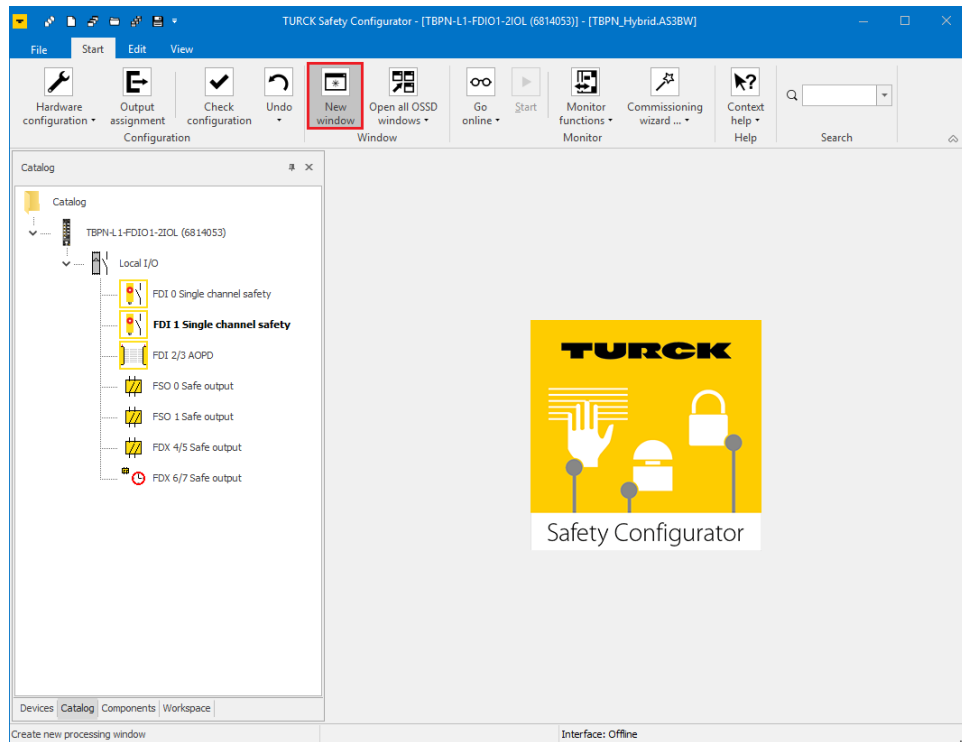 TURCK Safety Configurator - [TBPN-L1-FDIO1-2IOL (6814053)] - [TBPN_Hybrid.AS3BW]
File Start Edit View
Hardware configuration Output assignment Check configuration Undo New window Open all OSSD windows Go online Start Monitor functions Commissioning wizard ... Context help
Configuration Window Monitor Help Search
Catalog
Catalog
TBPN-L1-FDIO1-2IOL (6814053)
Local I/O
FDI 0 Single channel safety
FDI 1 Single channel safety
FDI 2/3 AOPD
FSO 0 Safe output
FSO 1 Safe output
FDX 4/5 Safe output
FDX 6/7 Safe output
TURCK
Safety Configurator
Devices Catalog Components Workspace
Create new processing window Interface: Offline